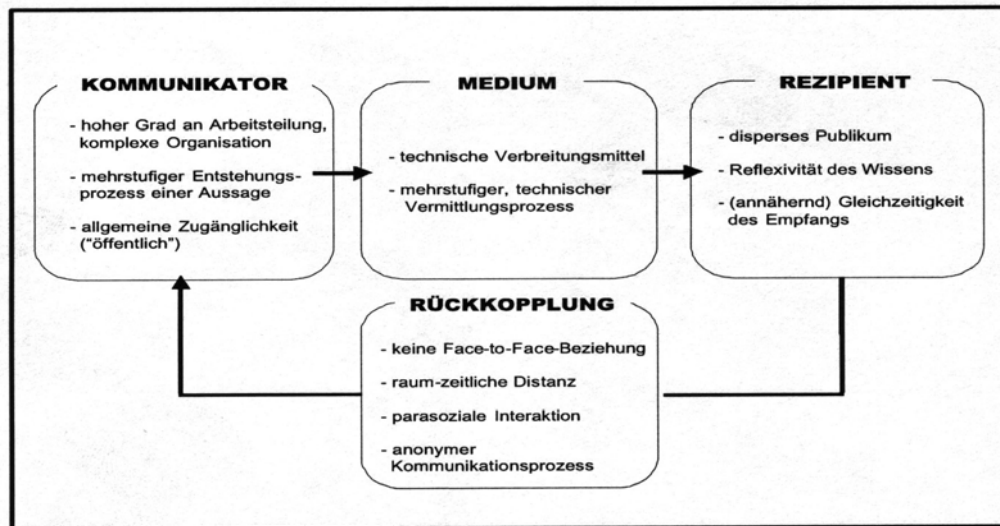 KOMMUNIKATOR
- hoher Grad an Arbeitsteilung,
komplexe Organisation
- mehrstufiger Entstehungs-
prozess einer Aussage
- allgemeine Zugänglichkeit
("öffentlich")
MEDIUM
- technische Verbreitungsmittel
- mehrstufiger, technischer
Vermittlungsprozess
REZIPIENT
- disperses Publikum
- Reflexivität des Wissens
- (annähernd) Gleichzeitigkeit
des Empfangs
RÜCKKOPPLUNG
- keine Face-to-Face-Beziehung
- raum-zeitliche Distanz
- parasoziale Interaktion
- anonymer
Kommunikationsprozess